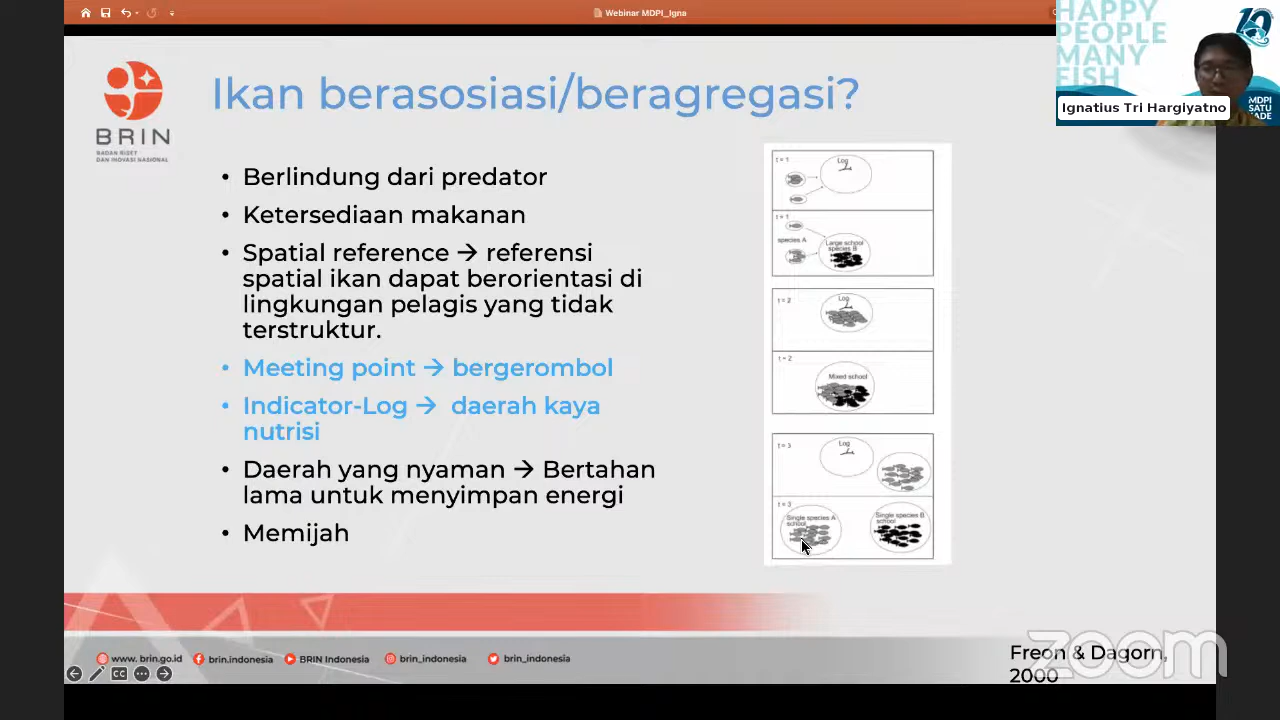 Webinar MDPI_Igna
HAPPY
PEOPLE
MANY
FISH
MDPI
SATU
Ignatius Tri Hargiyatno
BRIN
BADAN RISET
DAN INOVASI NASIONAL
Ikan berasosiasi/beragregasi?
• Berlindung dari predator
• Ketersediaan makanan
• Spatial reference → referensi
spatial ikan dapat berorientasi di
lingkungan pelagis yang tidak
terstruktur.
• Meeting point → bergerombol
• Indicator-Log → daerah kaya
nutrisi
• Daerah yang nyaman → Bertahan
lama untuk menyimpan energi
• Memijah
t = 1
Log
t = 1
species A
Large school
species B
t = 2
Log
t = 2
Mixed school
t = 3
Log
t = 3
Single species A
school
Single species B
school
www. brin.go.id
brin.indonesia
BRIN Indonesia
brin_indonesia
brin_indonesia
CC
Freon & Dagorn,
2000
zoom